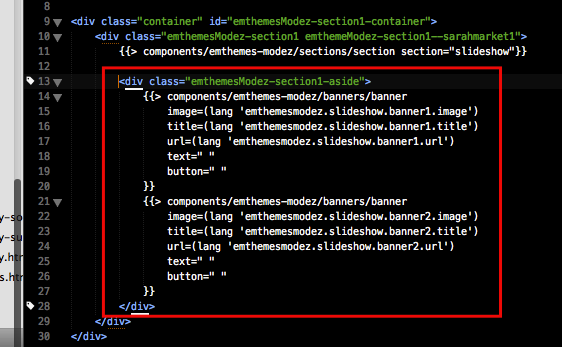 8
9 <div class="container" id="emthemesModez-section1-container">
10 <div class="emthemesModez-section1 emthemeModez-section1--sarahmarket1">
11 {{> components/emthemes-modez/sections/section section="slideshow"}}
12
13 <div class="emthemesModez-section1-aside">
14 {{> components/emthemes-modez/banners/banner
15 image=(lang 'emthemesmodez.slideshow.banner1.image')
16 title=(lang 'emthemesmodez.slideshow.banner1.title')
17 url=(lang 'emthemesmodez.slideshow.banner1.url')
18 text=" "
19 button=" "
20 }}
21 {{> components/emthemes-modez/banners/banner
22 image=(lang 'emthemesmodez.slideshow.banner2.image')
23 title=(lang 'emthemesmodez.slideshow.banner2.title')
24 url=(lang 'emthemesmodez.slideshow.banner2.url')
25 text=" "
26 button=" "
27 }}
28 </div>
29 </div>
30 </div>
y-so
y-su
y.htm
s.htm